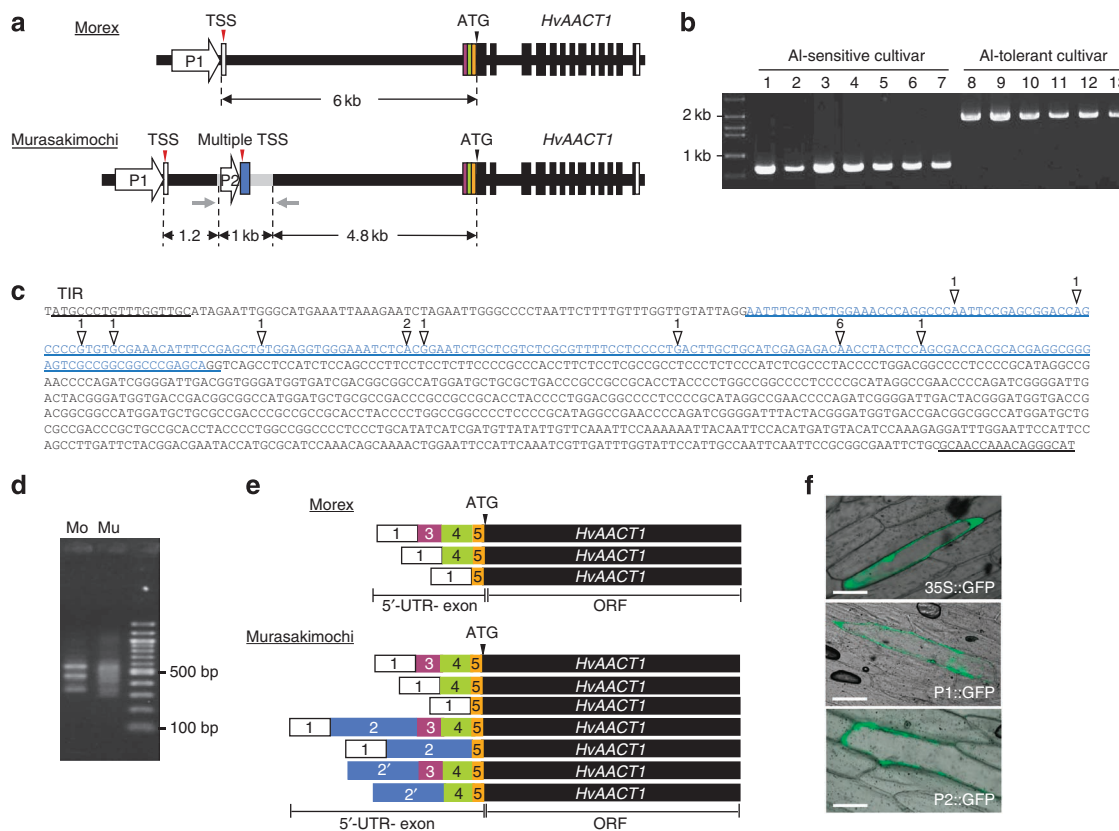 a
Morex
TSS
ATG
HvAACT1
P1
6 kb
Murasakimochi
TSS
Multiple TSS
ATG
HvAACT1
P1
P2
1.2
1 kb
4.8 kb
b
Al-sensitive cultivar
Al-tolerant cultivar
1 2 3 4 5 6 7 8 9 10 11 12 13
2 kb
1 kb
c
TIR
1 1
TATGCCCTGTTTGGTTGCATAGAATTGGGCATGAAATTAAAGAATCTAGAATTGGGCCCCTAATTCTTTTGTTTGGTTGTATTAGGAATTTGCATCTGGAAACCCAGGCCCAATTCCGAGCGGACCAG
1 1 1 2 1 1 6 1
CCCCGTGTGCGAAACATTTCCGAGCTGTGGAGGTGGGAAATCTCACGGAATCTGCTCGTCTCGCGTTTTCCTCCCCTGACTTGCTGCATCGAGAGACAACCTACTCCAGCGACCACGCACGAGGCGGG
AGTCGCCGGCGGCCCGAGCAGGTCAGCCTCCATCTCCAGCCCTTCCTCCTCTTCTCCCGCCCACCTTCTCCTCGCCGCCTCCCTCTCCCATCTCGCCCTACCCCTGGACGGCCCCTCCCCGCATAGGCCG
AACCCCAGATCGGGGATTGACGGTGGGATGGTGATCGACGGCGGCCATGGATGCTGCGCTGACCCGCCGCCGCACCTACCCCTGGCCGGCCCCTCCCCGCATAGGCCGAACCCCAGATCGGGGATTG
ACTACGGGATGGTGACCGACGGCGGCCATGGATGCTGCGCCGACCCGCCGCCGCACCTACCCCTGGACGGCCCCTCCCCGCATAGGCCGAACCCCAGATCGGGGATTGACTACGGGATGGTGACCG
ACGGCGGCCATGGATGCTGCGCCGACCCGCCGCCGCACCTACCCCTGGCCGGCCCCTCCCCGCATAGGCCGAACCCCAGATCGGGGATTTACTACGGGATGGTGACCGACGGCGGCCATGGATGCTG
CGCCGACCCGCTGCCGCACCTACCCCTGGCCGGCCCCTCCCTGCATATCATCGATGTTATATTGTTCAAATTCCAAAAAATTACAATTCCACATGATGTACATCCAAAGAGGATTTGGAATTCCATTCC
AGCCTTGATTCTACGGACGAATACCATGCGCATCCAAACAGCAAAACTGGAATTCCATTCAAATCGTTGATTTGGTATTCCATTGCCAATTCAATTCCGCGGCGAATTCTGCGCAACCAAACAGGGCAT
d
Mo Mu
500 bp
100 bp
e
Morex
ATG
1 3 4 5 HvAACT1
1 4 5 HvAACT1
1 5 HvAACT1
5′-UTR- exon ORF
Murasakimochi
ATG
1 3 4 5 HvAACT1
1 4 5 HvAACT1
1 5 HvAACT1
1 2 3 4 5 HvAACT1
1 2 5 HvAACT1
2′ 3 4 5 HvAACT1
2′ 4 5 HvAACT1
5′-UTR- exon ORF
f
35S::GFP
P1::GFP
P2::GFP